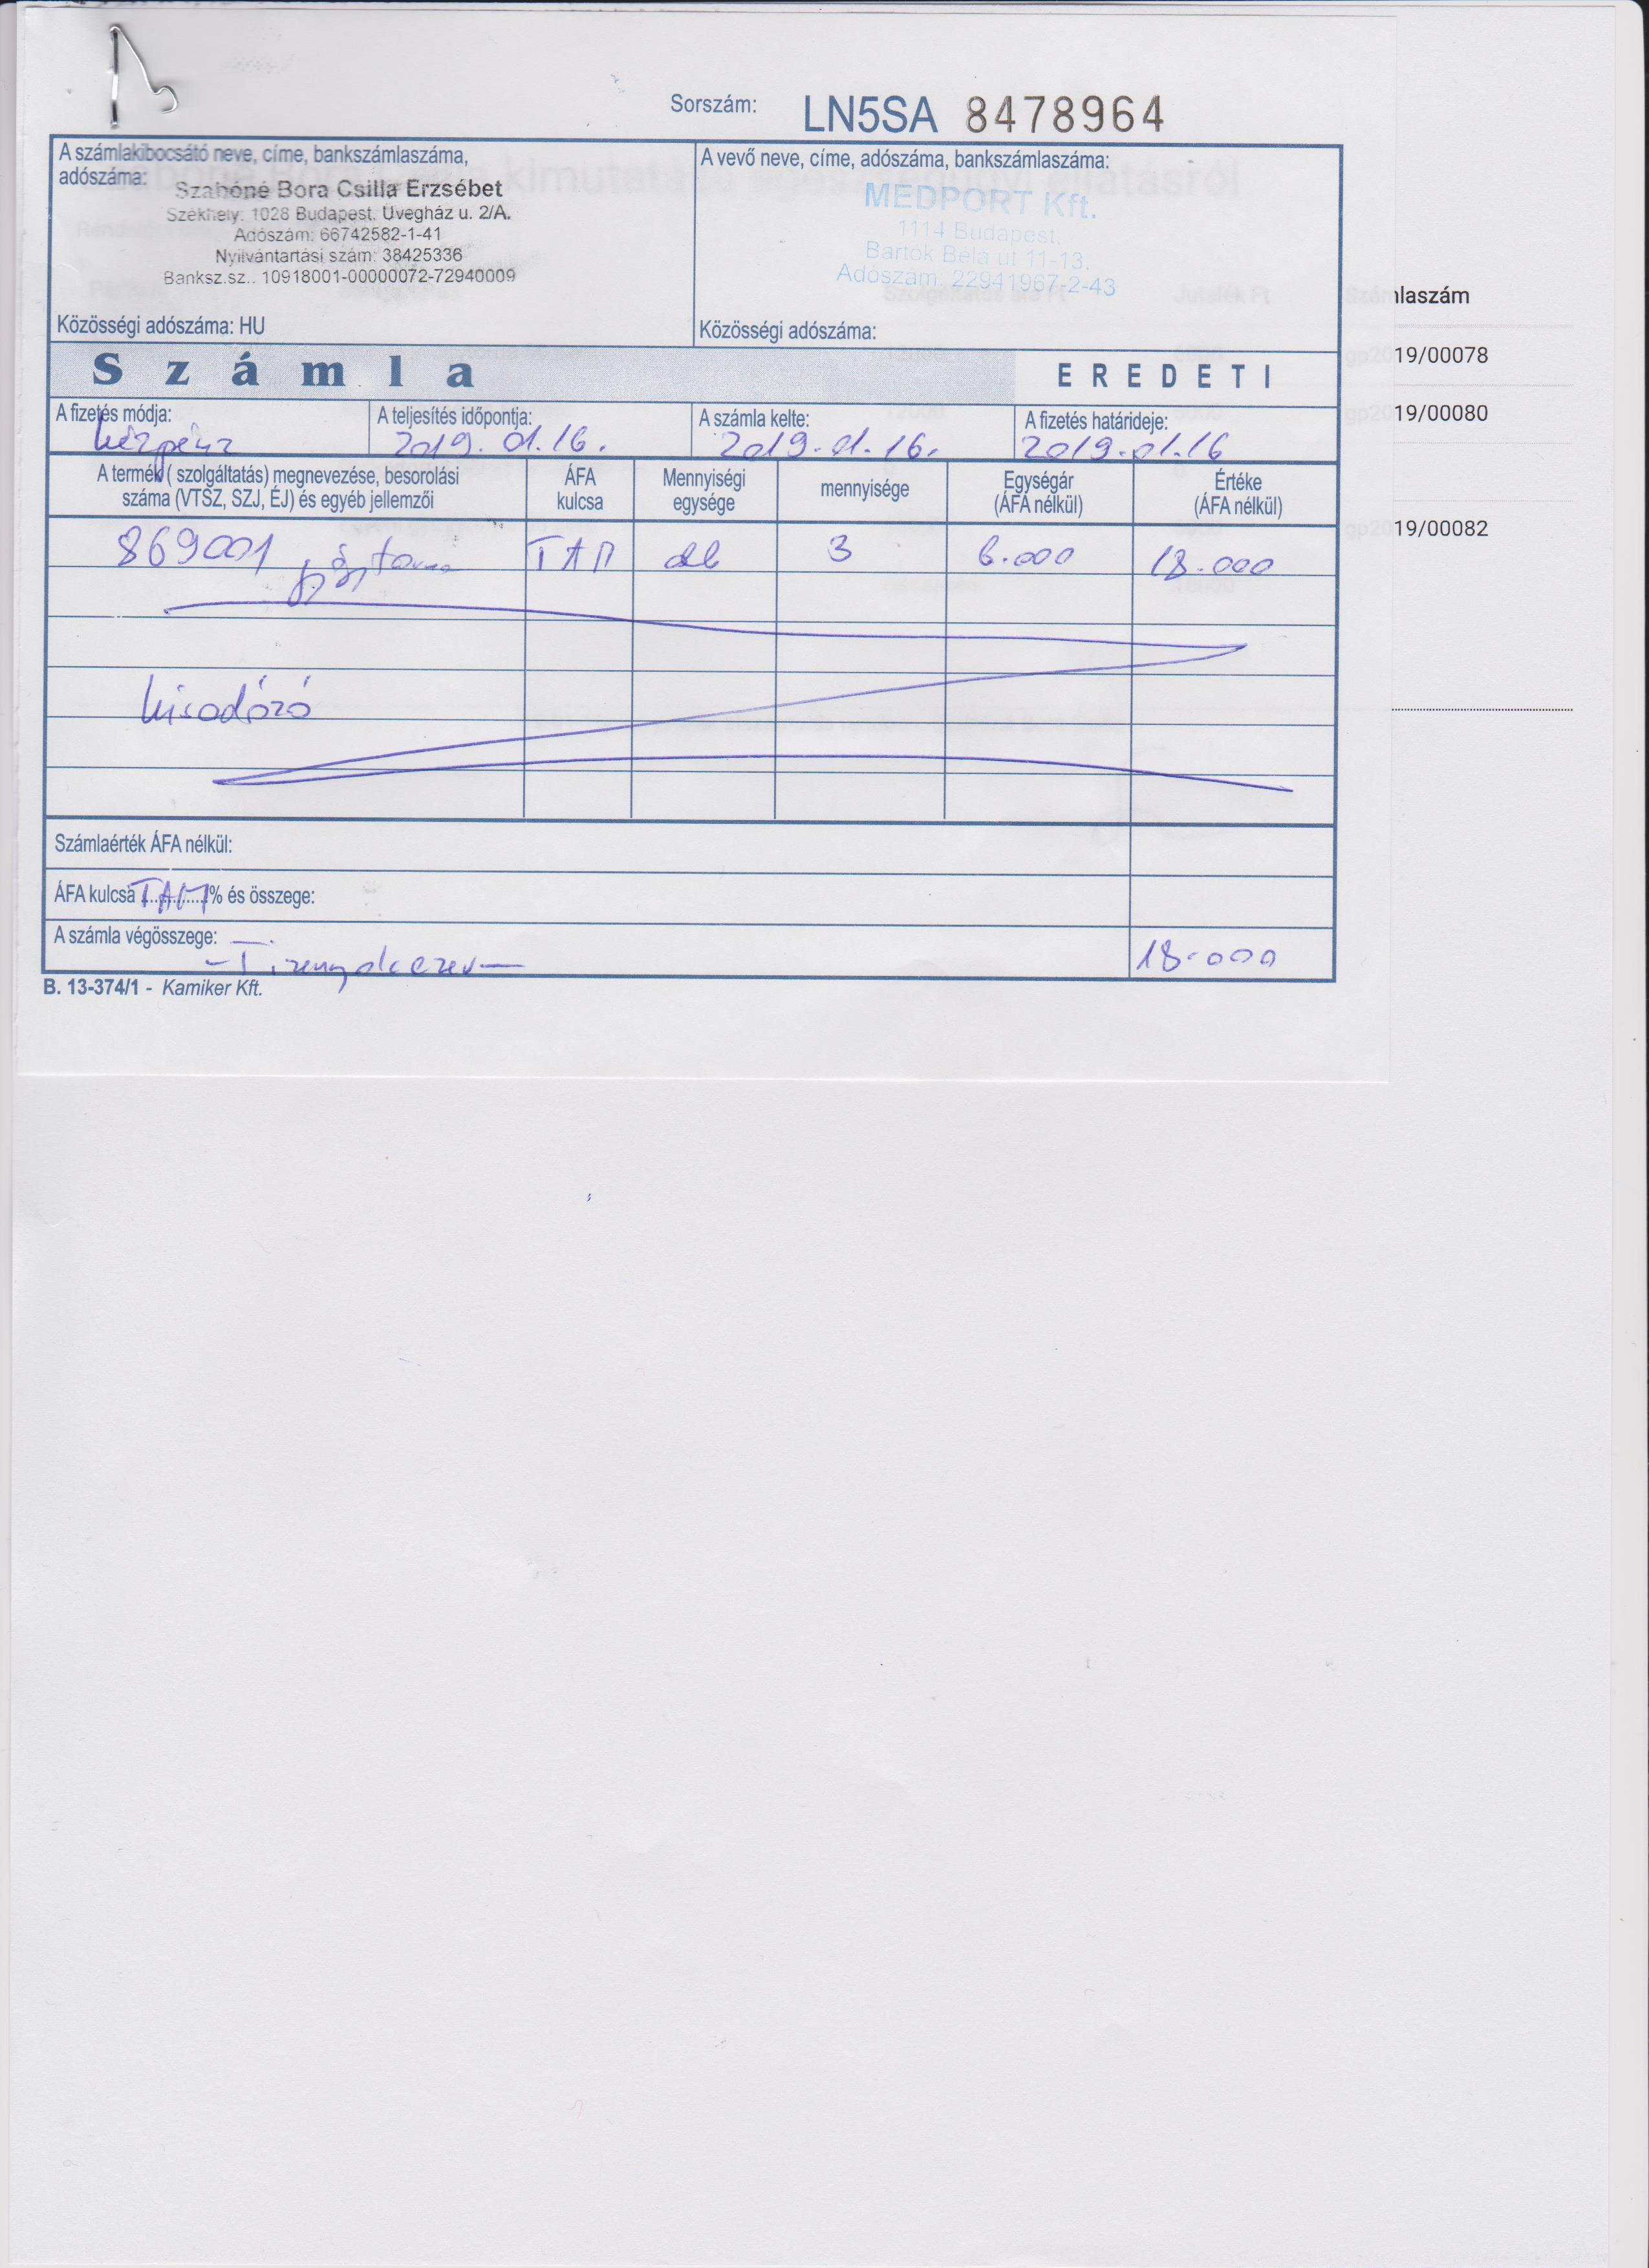 Sorszám: LN5SA 8478964
A számlakibocsátó neve, címe, bankszámlaszáma,
adószáma:
Szabóné Bora Csilla Erzsébet
Székhely: 1028 Budapest, Üvegház u. 2/A.
Adószám: 66742582-1-41
Nyilvántartási szám: 38425336
Banksz.sz.: 10918001-00000072-72940009
Közösségi adószáma: HU
A vevő neve, címe, adószáma, bankszámlaszáma:
MEDPORT Kft.
1114 Budapest,
Bartók Béla út 11-13.
Adószám: 22941967-2-43
Közösségi adószáma:
Számla
EREDETI
A fizetés módja:
készpénz
A teljesítés időpontja:
2019. 01. 16.
A számla kelte:
2019. 01. 16.
A fizetés határideje:
2019. 01. 16
A termék ( szolgáltatás) megnevezése, besorolási
száma (VTSZ, SZJ, ÉJ) és egyéb jellemzői
ÁFA
kulcsa
Mennyiségi
egysége
mennyisége
Egységár
(ÁFA nélkül)
Értéke
(ÁFA nélkül)
869001 TAM db 3 6.000 18.000
kisadózó
Számlaérték ÁFA nélkül:
ÁFA kulcsa TAM % és összege:
A számla végösszege:
-Tizennyolcezer- 18.000
B. 13-374/1 - Kamiker Kft.
laszám
19/00078
19/00080
19/00082